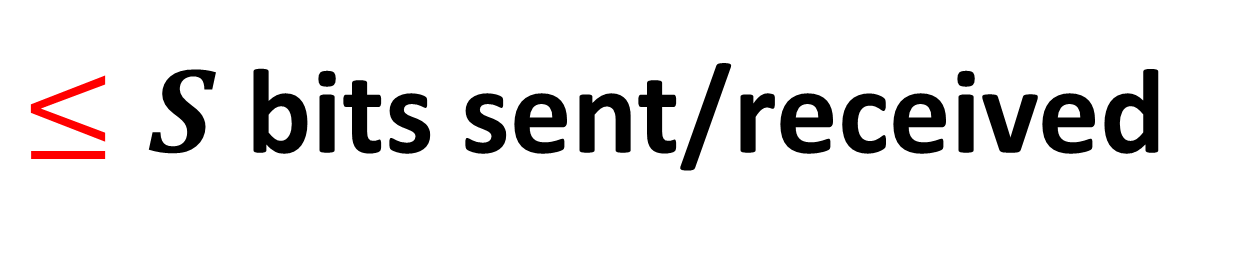 ≤ S bits sent/received